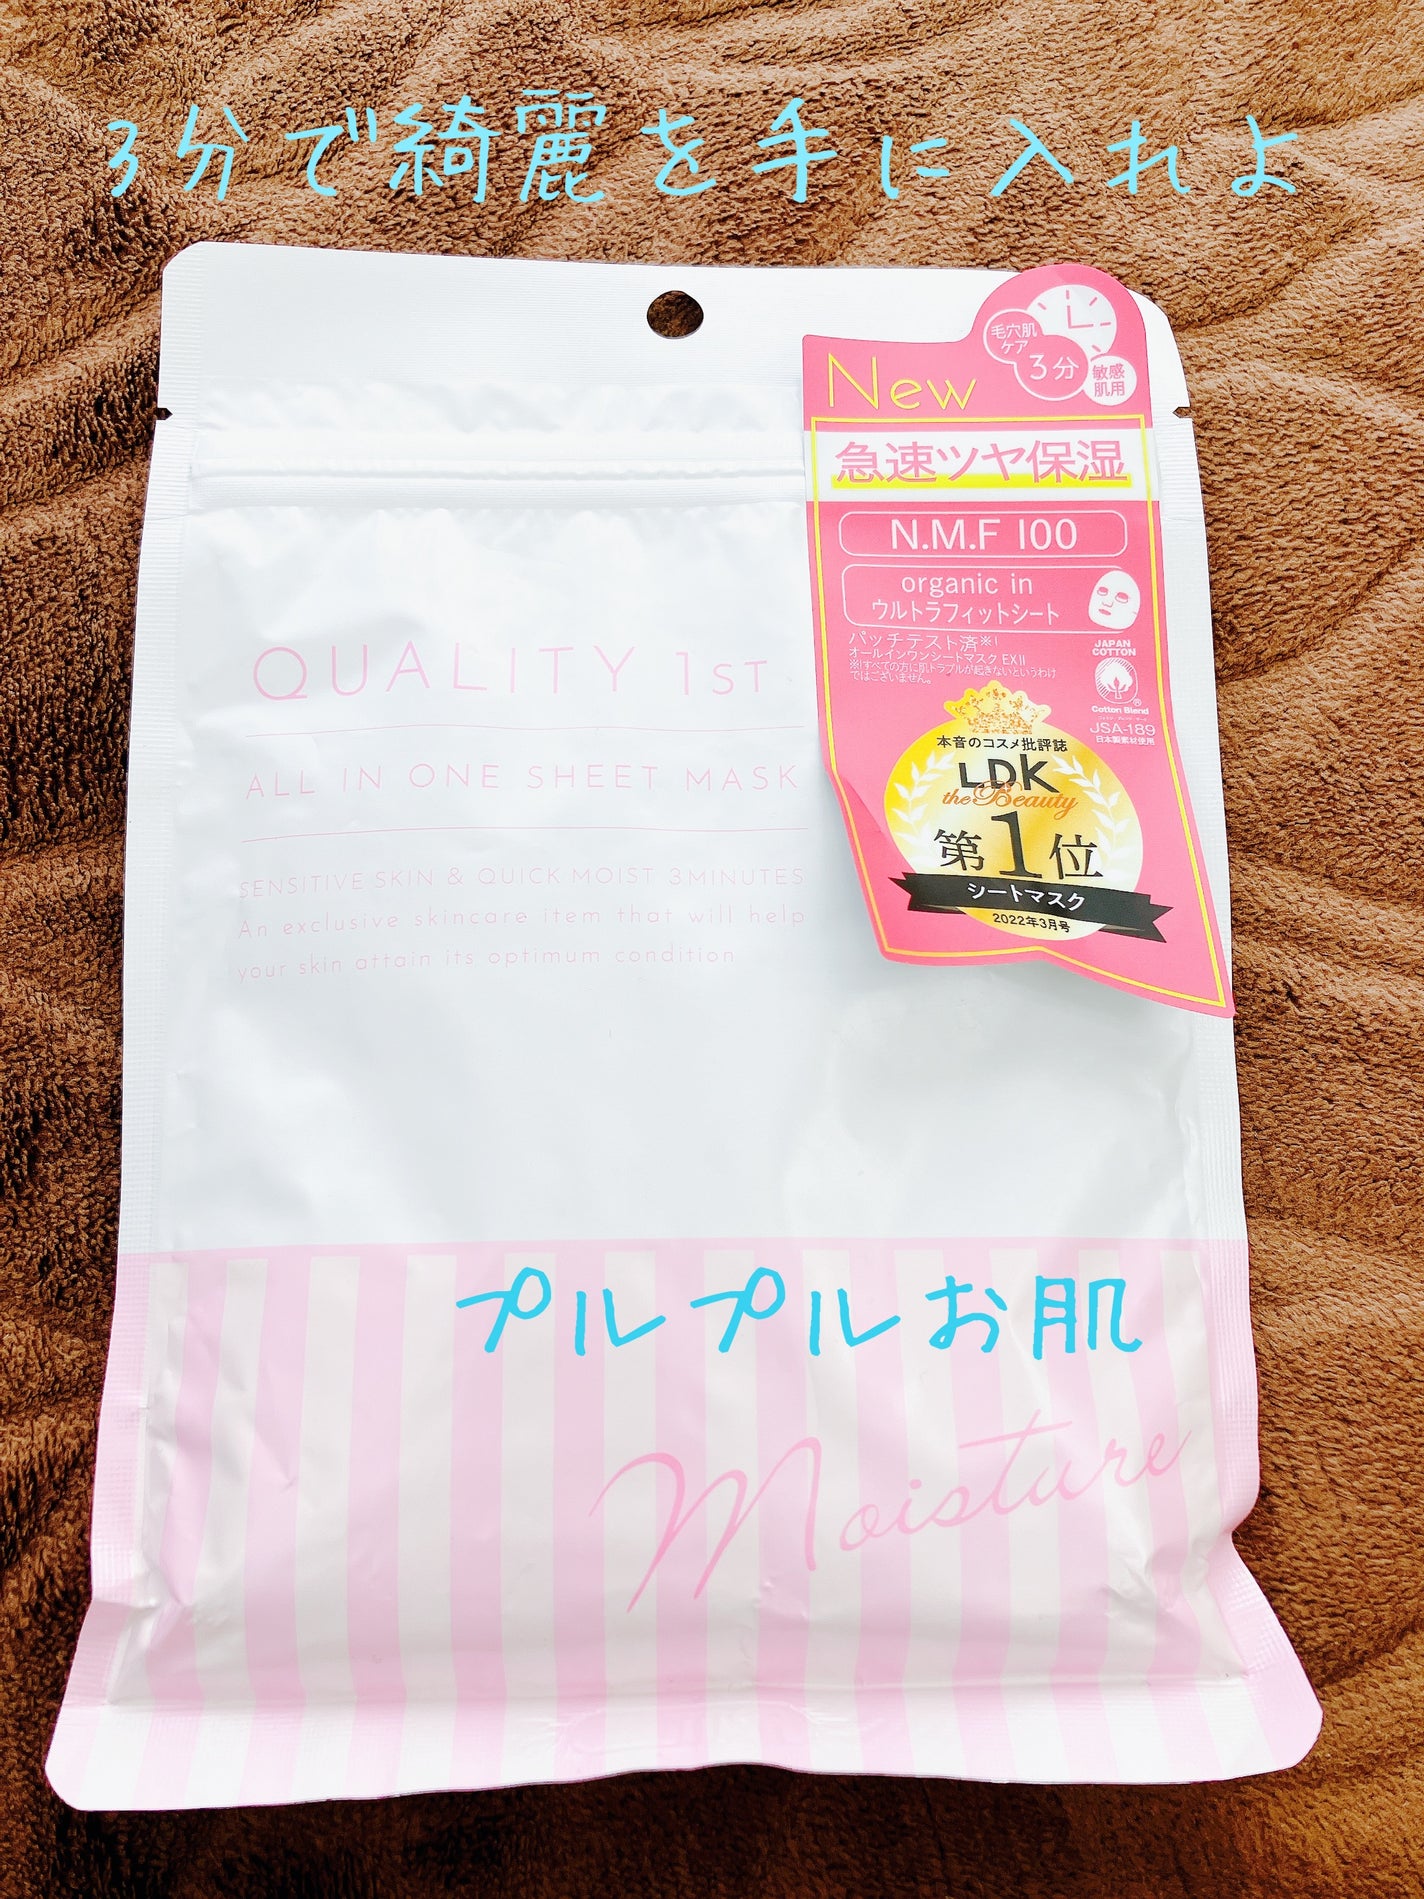 3分で綺麗を手に入れよ
毛穴肌
ケア
3分
敏感
肌用
New
急速ツヤ保湿
N.M.F 100
organic in
ウルトラフィットシート
パッチテスト済※1
オールインワンシートマスク EXII
※1すべての方に肌トラブルが起きないというわけ
ではございません。
JAPAN
COTTON
Cotton Blend
JSA-189
日本製素材使用
本音のコスメ批評誌
LDK
the Beauty
第1位
シートマスク
2022年3月号
QUALITY 1ST
ALL IN ONE SHEET MASK
SENSITIVE SKIN & QUICK MOIST 3MINUTES
An exclusive skincare item that will help
your skin attain its optimum condition
プルプルお肌
Moisture